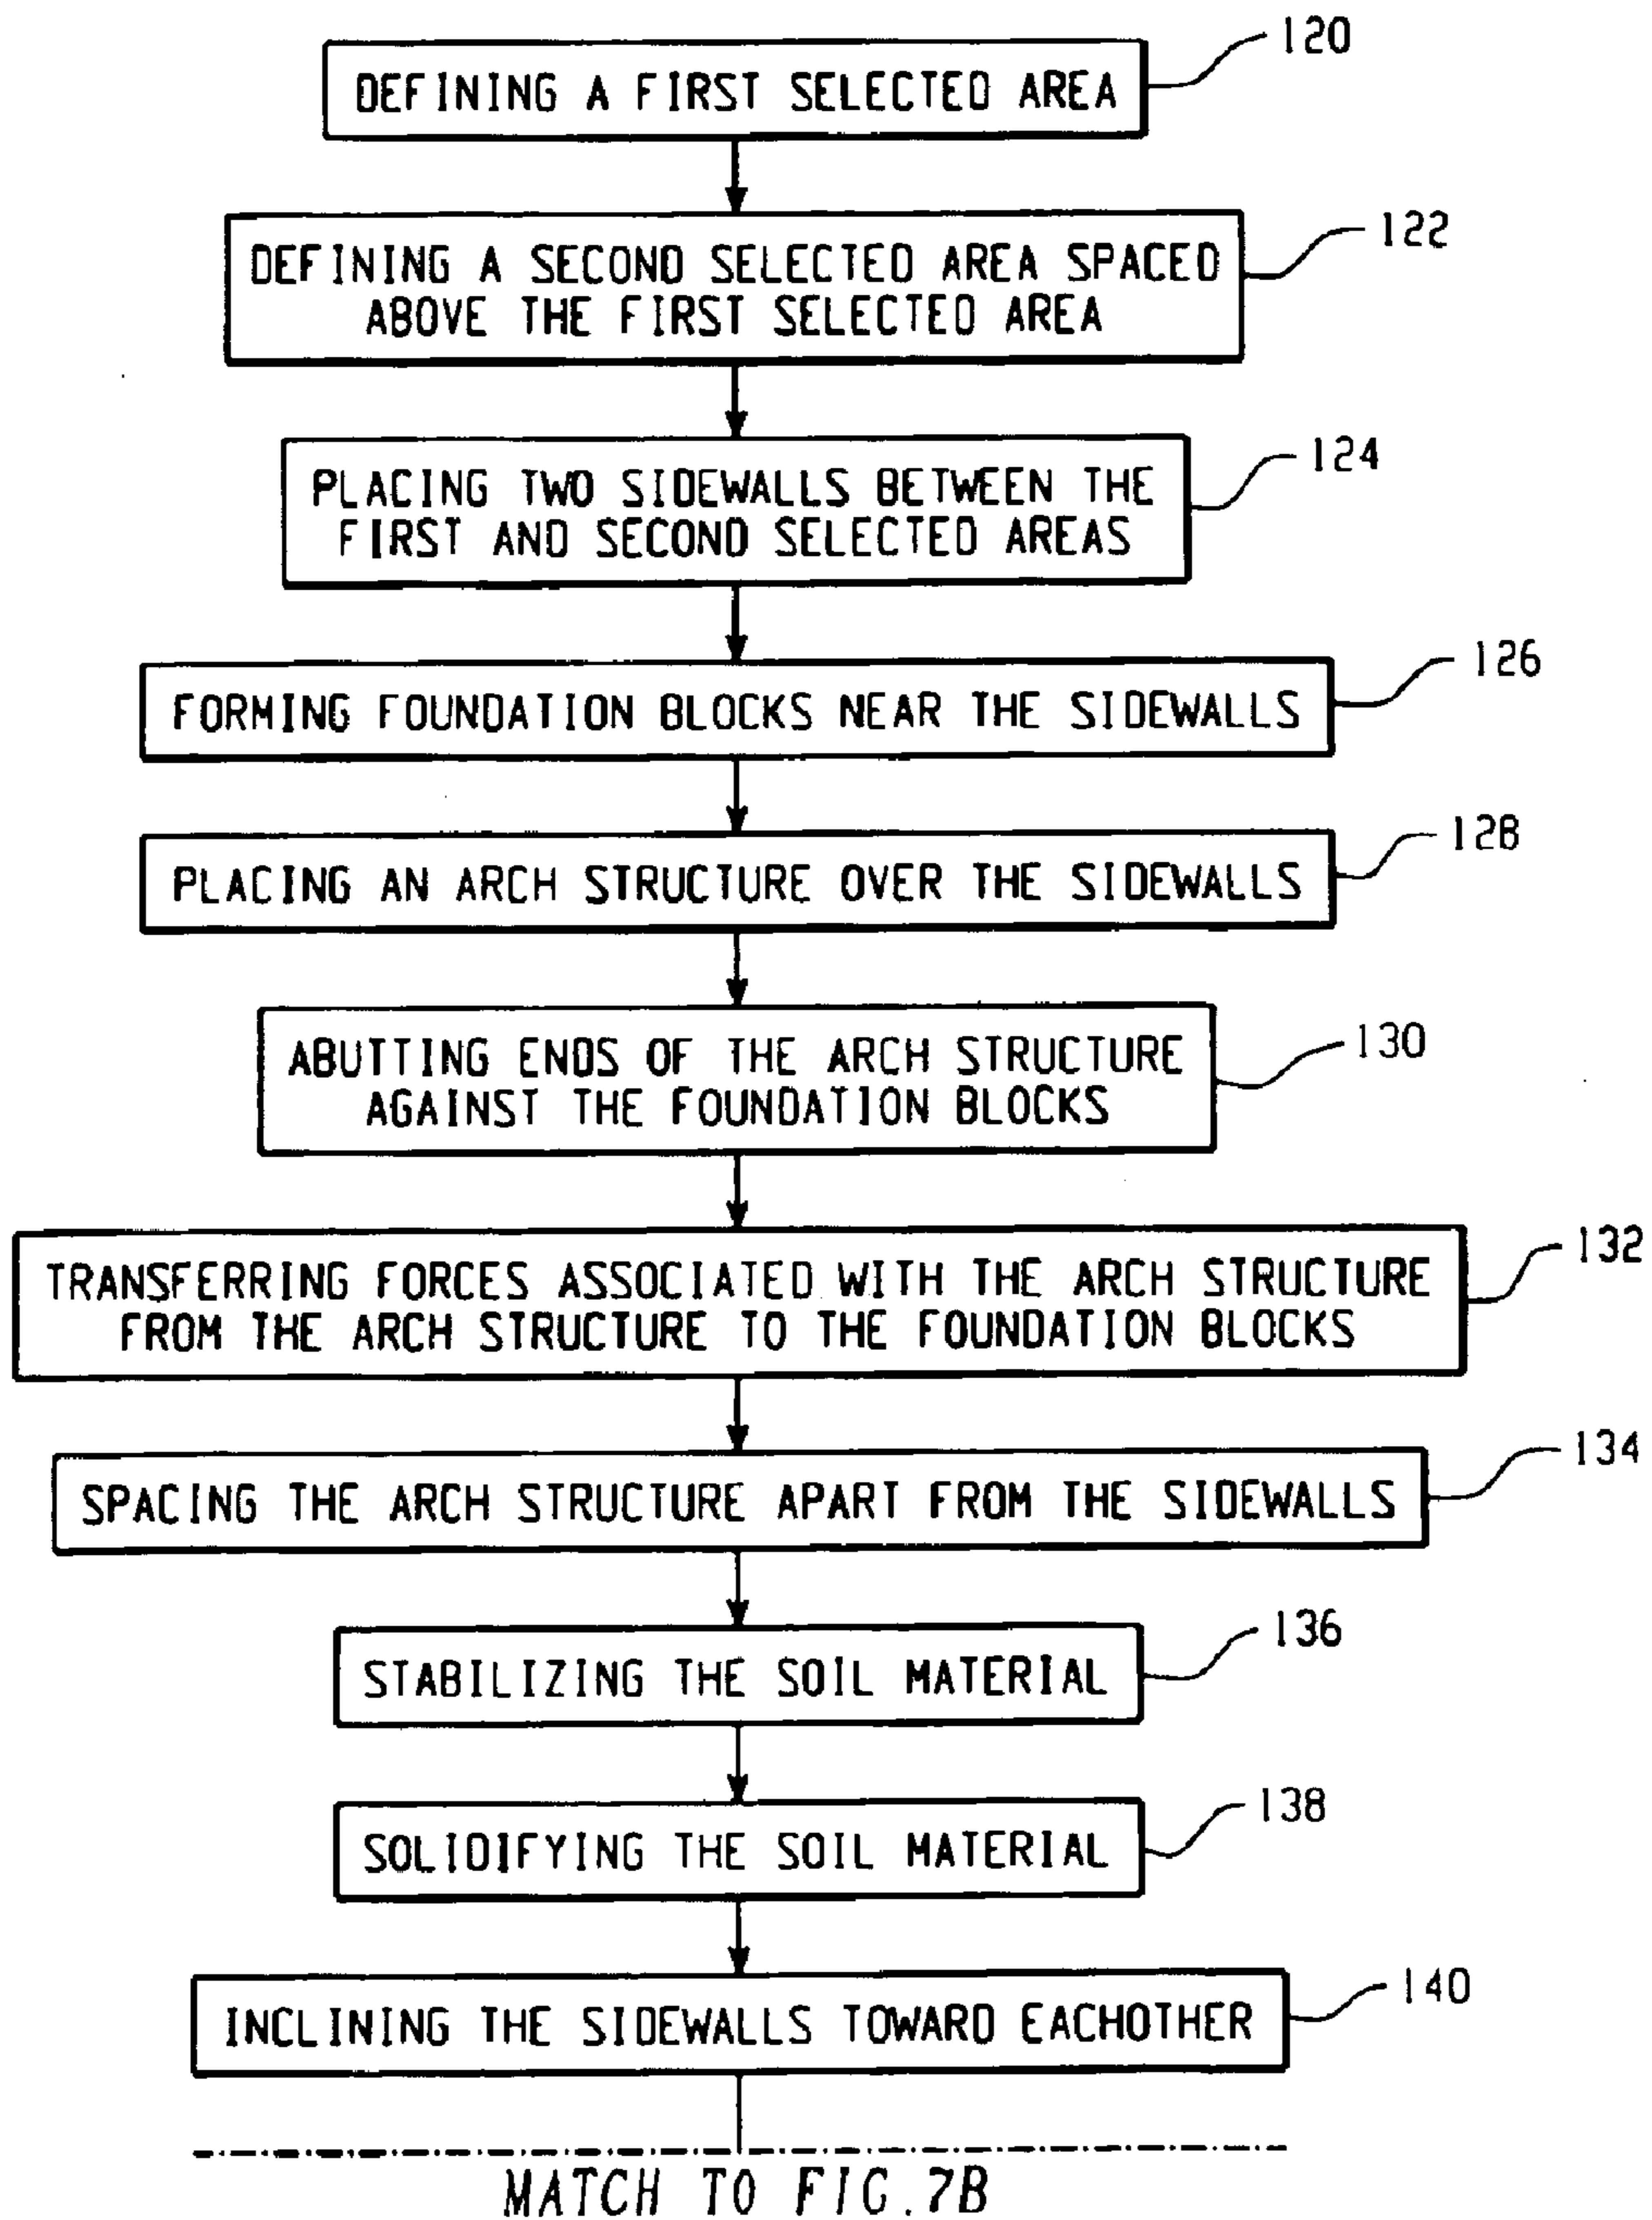 120
DEFINING A FIRST SELECTED AREA
122
DEFINING A SECOND SELECTED AREA SPACED
ABOVE THE FIRST SELECTED AREA
124
PLACING TWO SIDEWALLS BETWEEN THE
FIRST AND SECOND SELECTED AREAS
126
FORMING FOUNDATION BLOCKS NEAR THE SIDEWALLS
128
PLACING AN ARCH STRUCTURE OVER THE SIDEWALLS
130
ABUTTING ENDS OF THE ARCH STRUCTURE
AGAINST THE FOUNDATION BLOCKS
132
TRANSFERRING FORCES ASSOCIATED WITH THE ARCH STRUCTURE
FROM THE ARCH STRUCTURE TO THE FOUNDATION BLOCKS
134
SPACING THE ARCH STRUCTURE APART FROM THE SIDEWALLS
136
STABILIZING THE SOIL MATERIAL
138
SOLIDIFYING THE SOIL MATERIAL
140
INCLINING THE SIDEWALLS TOWARD EACHOTHER
MATCH TO FIG.7B